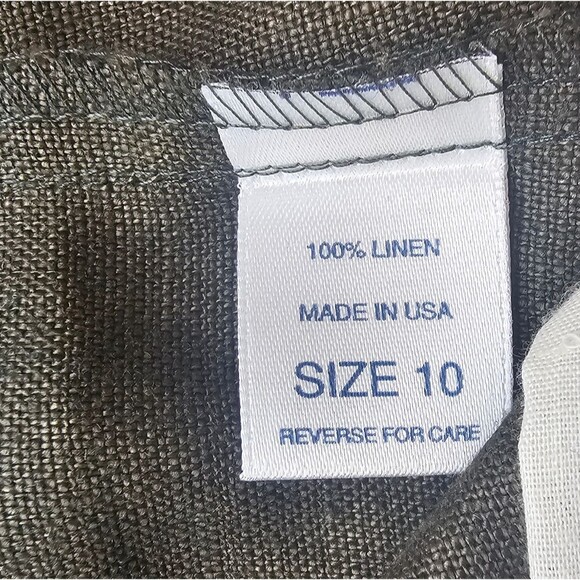 100% LINEN
MADE IN USA
SIZE 10
REVERSE FOR CARE